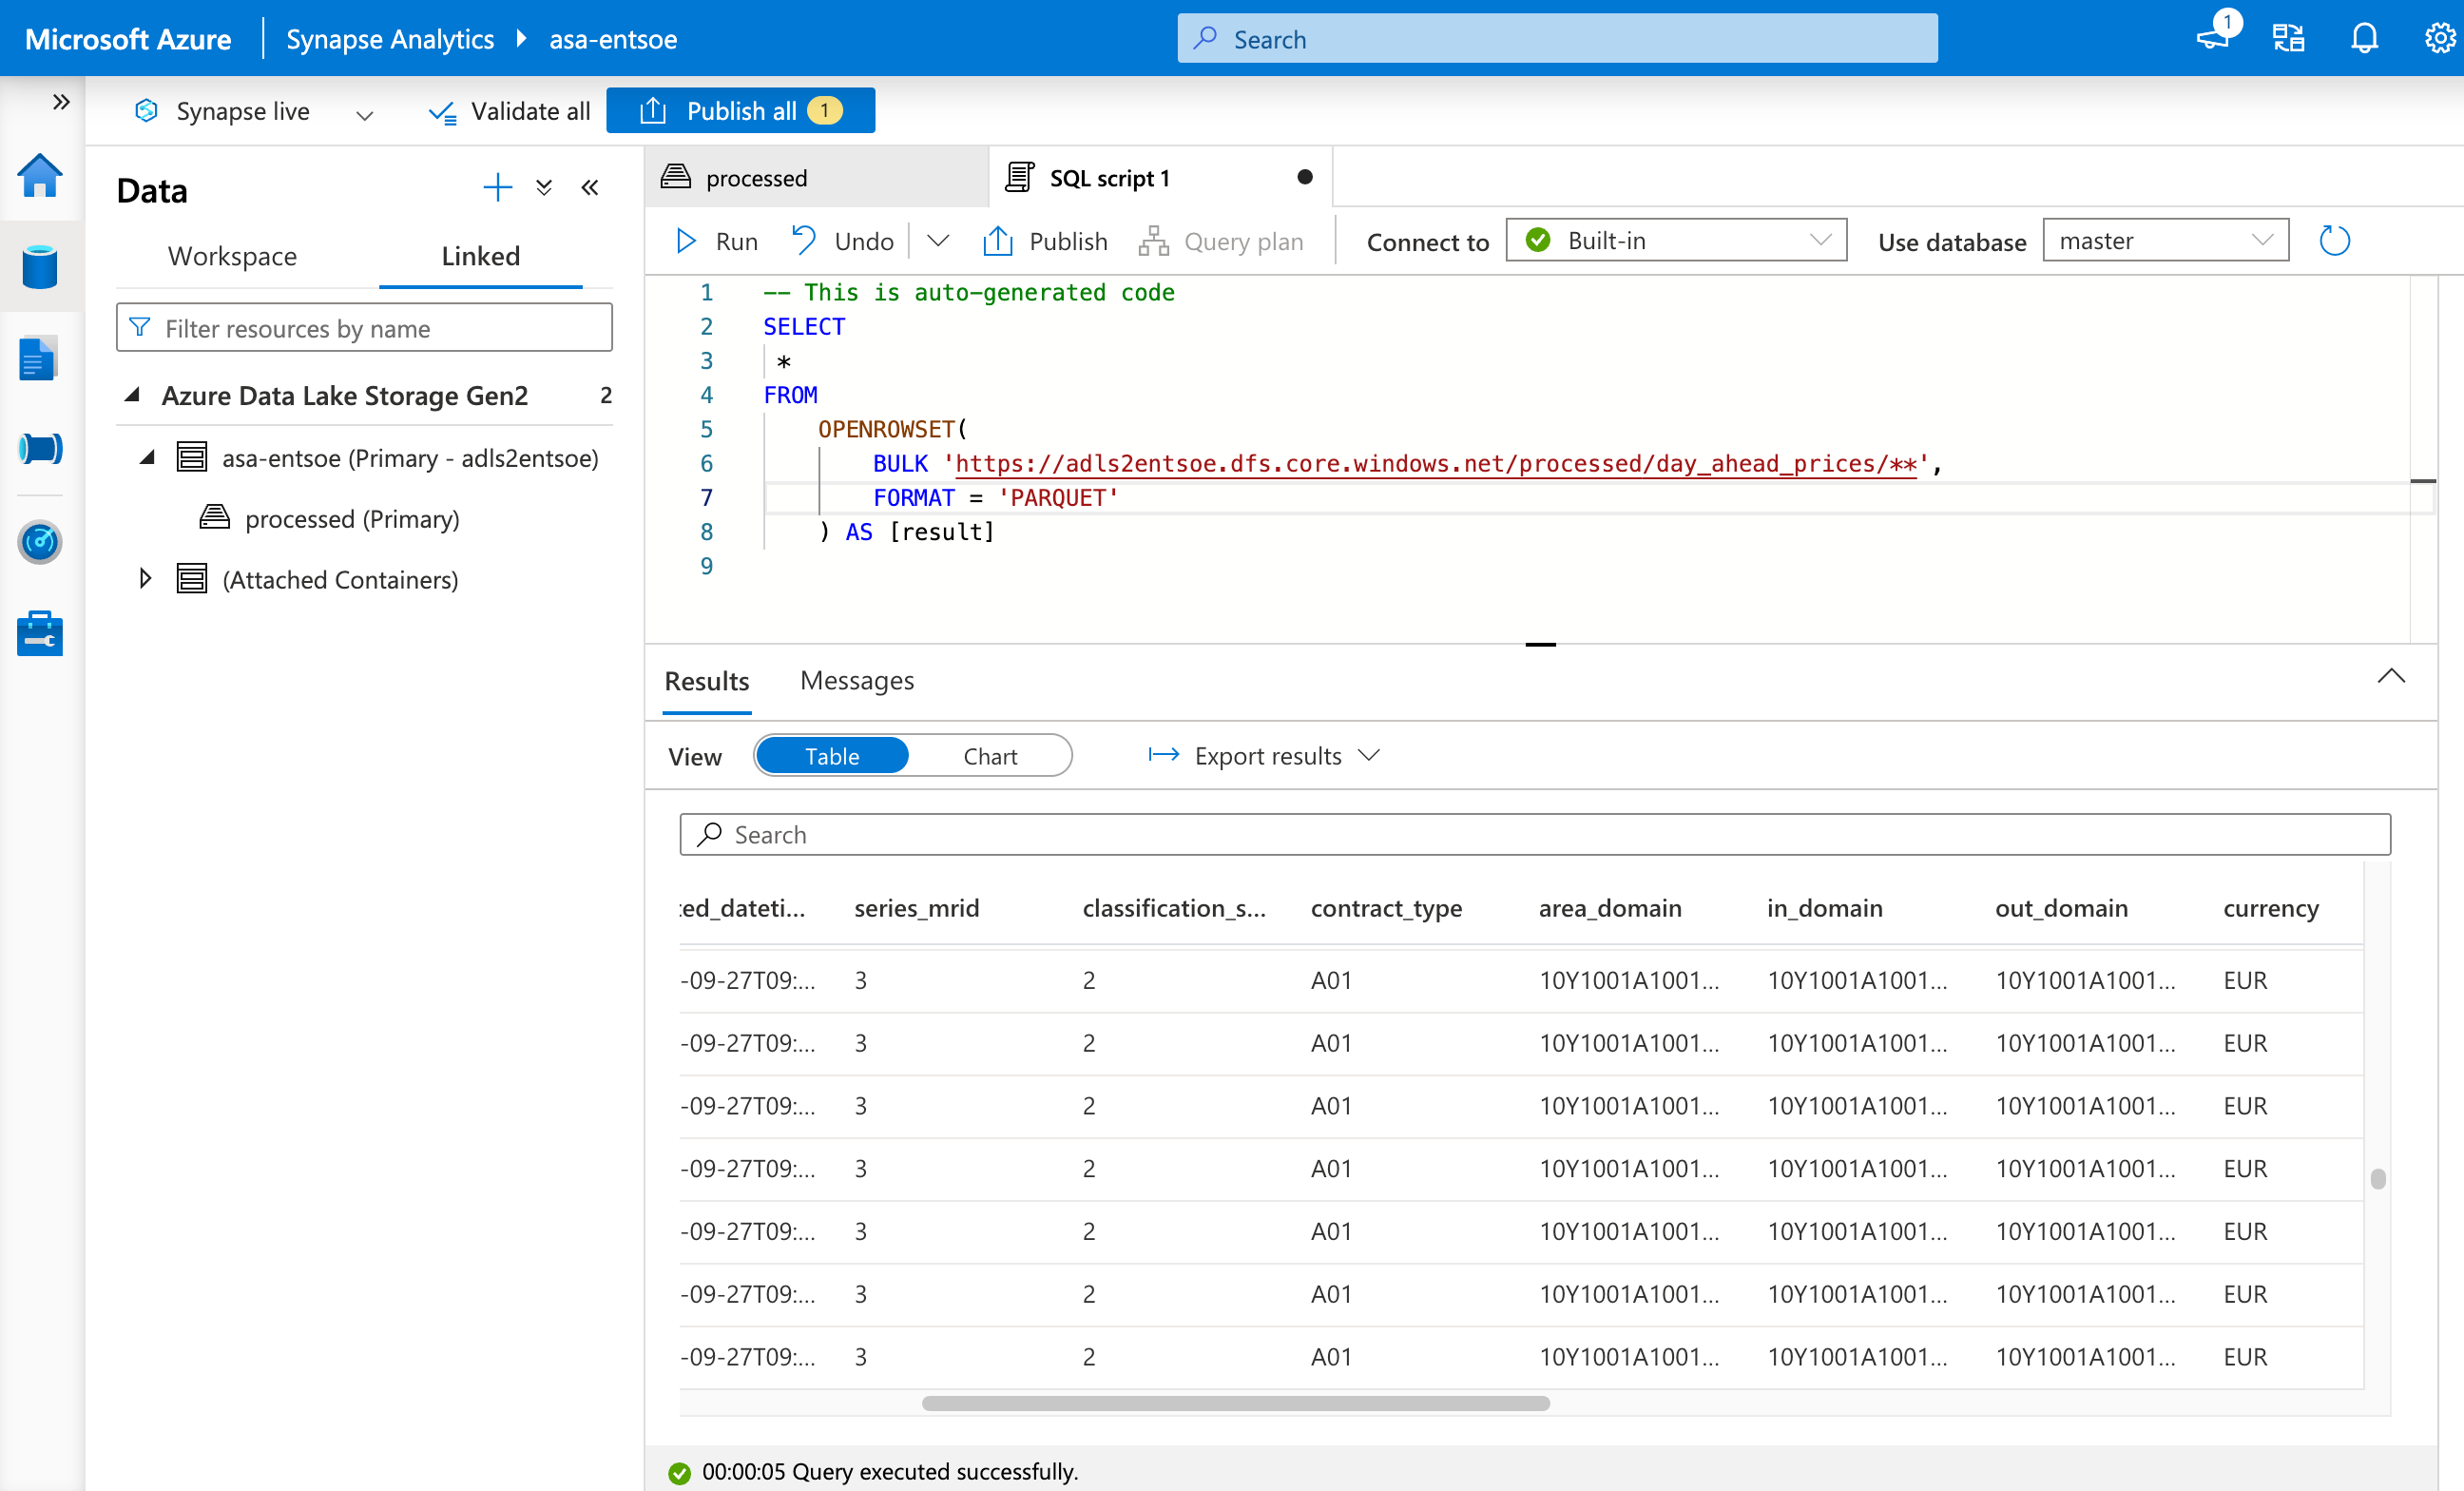 Microsoft Azure Synapse Analytics asa-entsoe Search 1
Synapse live Validate all Publish all 1
Data
Workspace Linked
Filter resources by name
Azure Data Lake Storage Gen2 2
asa-entsoe (Primary - adls2entsoe)
processed (Primary)
(Attached Containers)
processed SQL script 1
Run Undo Publish Query plan Connect to Built-in Use database master
1 -- This is auto-generated code
2 SELECT
3 *
4 FROM
5 OPENROWSET(
6 BULK 'https://adls2entsoe.dfs.core.windows.net/processed/day_ahead_prices/**',
7 FORMAT = 'PARQUET'
8 ) AS [result]
9
Results Messages
View Table Chart Export results
Search
ted_dateti... series_mrid classification_s... contract_type area_domain in_domain out_domain currency
-09-27T09:... 3 2 A01 10Y1001A1001... 10Y1001A1001... 10Y1001A1001... EUR
-09-27T09:... 3 2 A01 10Y1001A1001... 10Y1001A1001... 10Y1001A1001... EUR
-09-27T09:... 3 2 A01 10Y1001A1001... 10Y1001A1001... 10Y1001A1001... EUR
-09-27T09:... 3 2 A01 10Y1001A1001... 10Y1001A1001... 10Y1001A1001... EUR
-09-27T09:... 3 2 A01 10Y1001A1001... 10Y1001A1001... 10Y1001A1001... EUR
-09-27T09:... 3 2 A01 10Y1001A1001... 10Y1001A1001... 10Y1001A1001... EUR
-09-27T09:... 3 2 A01 10Y1001A1001... 10Y1001A1001... 10Y1001A1001... EUR
00:00:05 Query executed successfully.